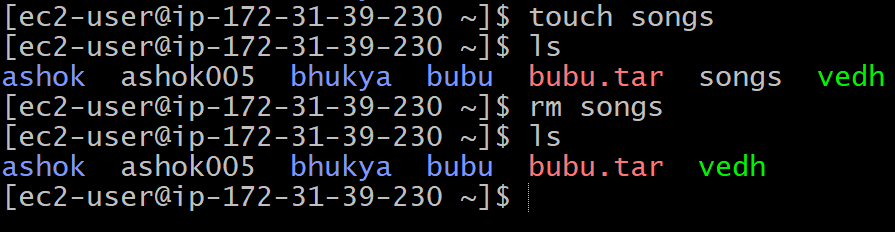 [ec2-user@ip-172-31-39-230 ~]$ touch songs
[ec2-user@ip-172-31-39-230 ~]$ ls
ashok  ashok005  bhukya  bubu  bubu.tar  songs  vedh
[ec2-user@ip-172-31-39-230 ~]$ rm songs
[ec2-user@ip-172-31-39-230 ~]$ ls
ashok  ashok005  bhukya  bubu  bubu.tar  vedh
[ec2-user@ip-172-31-39-230 ~]$